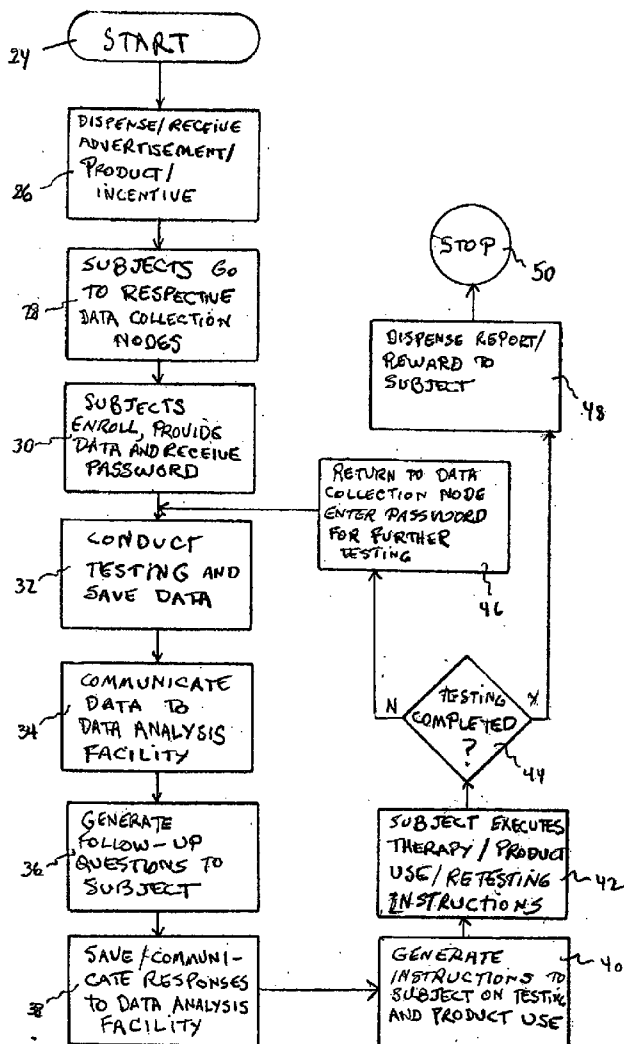 24
START
DISPENSE/RECEIVE
ADVERTISEMENT/
PRODUCT/
INCENTIVE
26
SUBJECTS GO
TO RESPECTIVE
DATA COLLECTION
NODES
28
SUBJECTS
ENROLL, PROVIDE
DATA AND RECEIVE
PASSWORD
30
CONDUCT
TESTING AND
SAVE DATA
32
COMMUNICATE
DATA TO
DATA ANALYSIS
FACILITY
34
GENERATE
FOLLOW-UP
QUESTIONS TO
SUBJECT
36
SAVE/COMMUNI-
CATE RESPONSES
TO DATA ANALYSIS
FACILITY
38
GENERATE
INSTRUCTIONS TO
SUBJECT ON TESTING
AND PRODUCT USE
40
SUBJECT EXECUTES
THERAPY/PRODUCT
USE/RETESTING
INSTRUCTIONS
42
TESTING
COMPLETED
?
N
Y
44
RETURN TO DATA
COLLECTION NODE
ENTER PASSWORD
FOR FURTHER
TESTING
46
DISPENSE REPORT/
REWARD TO
SUBJECT
48
STOP
50